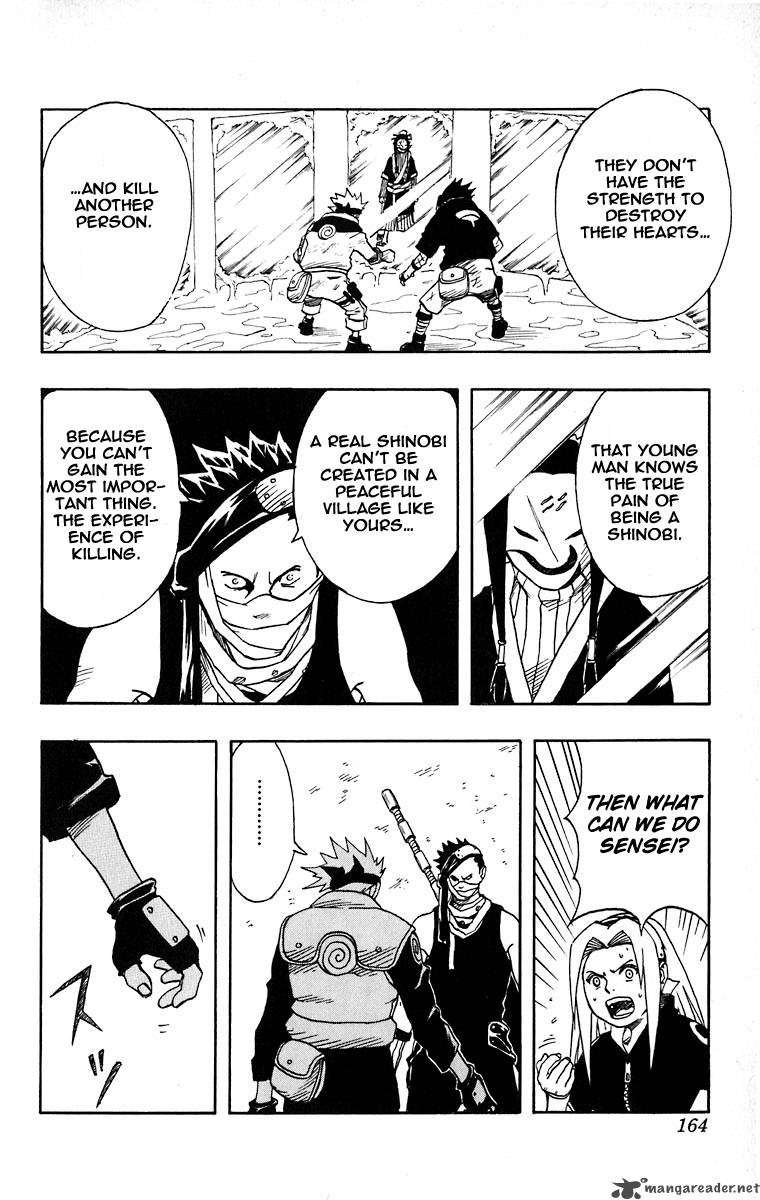 THEY DON'T
HAVE THE
STRENGTH TO
DESTROY
THEIR HEARTS...
...AND KILL
ANOTHER
PERSON.
THAT YOUNG
MAN KNOWS
THE TRUE
PAIN OF
BEING A
SHINOBI.
A REAL SHINOBI
CAN'T BE
CREATED IN A
PEACEFUL
VILLAGE LIKE
YOURS...
BECAUSE
YOU CAN'T
GAIN THE
MOST IMPOR-
TANT THING.
THE EXPERI-
ENCE OF
KILLING.
THEN WHAT
CAN WE DO
SENSEI?
..........
スッ
164
mangareader.net